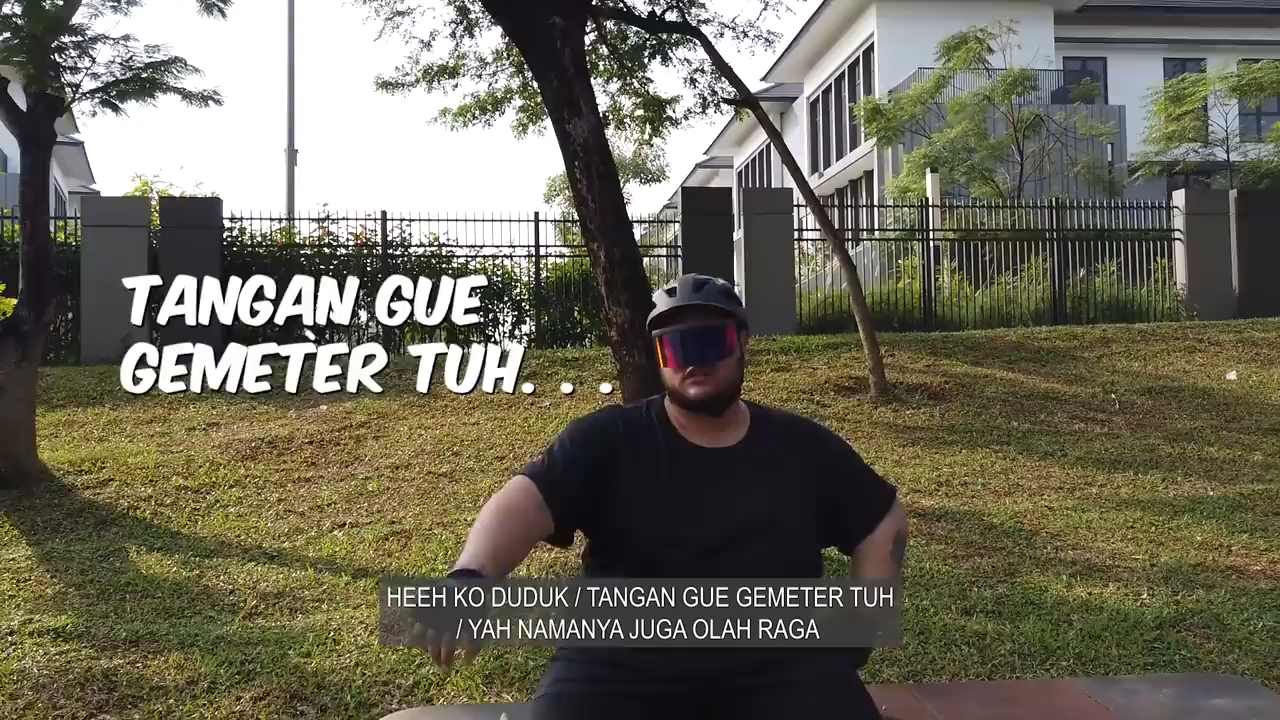 TANGAN GUE
GEMETER TUH. . .
HEEH KO DUDUK / TANGAN GUE GEMETER TUH
/ YAH NAMANYA JUGA OLAH RAGA